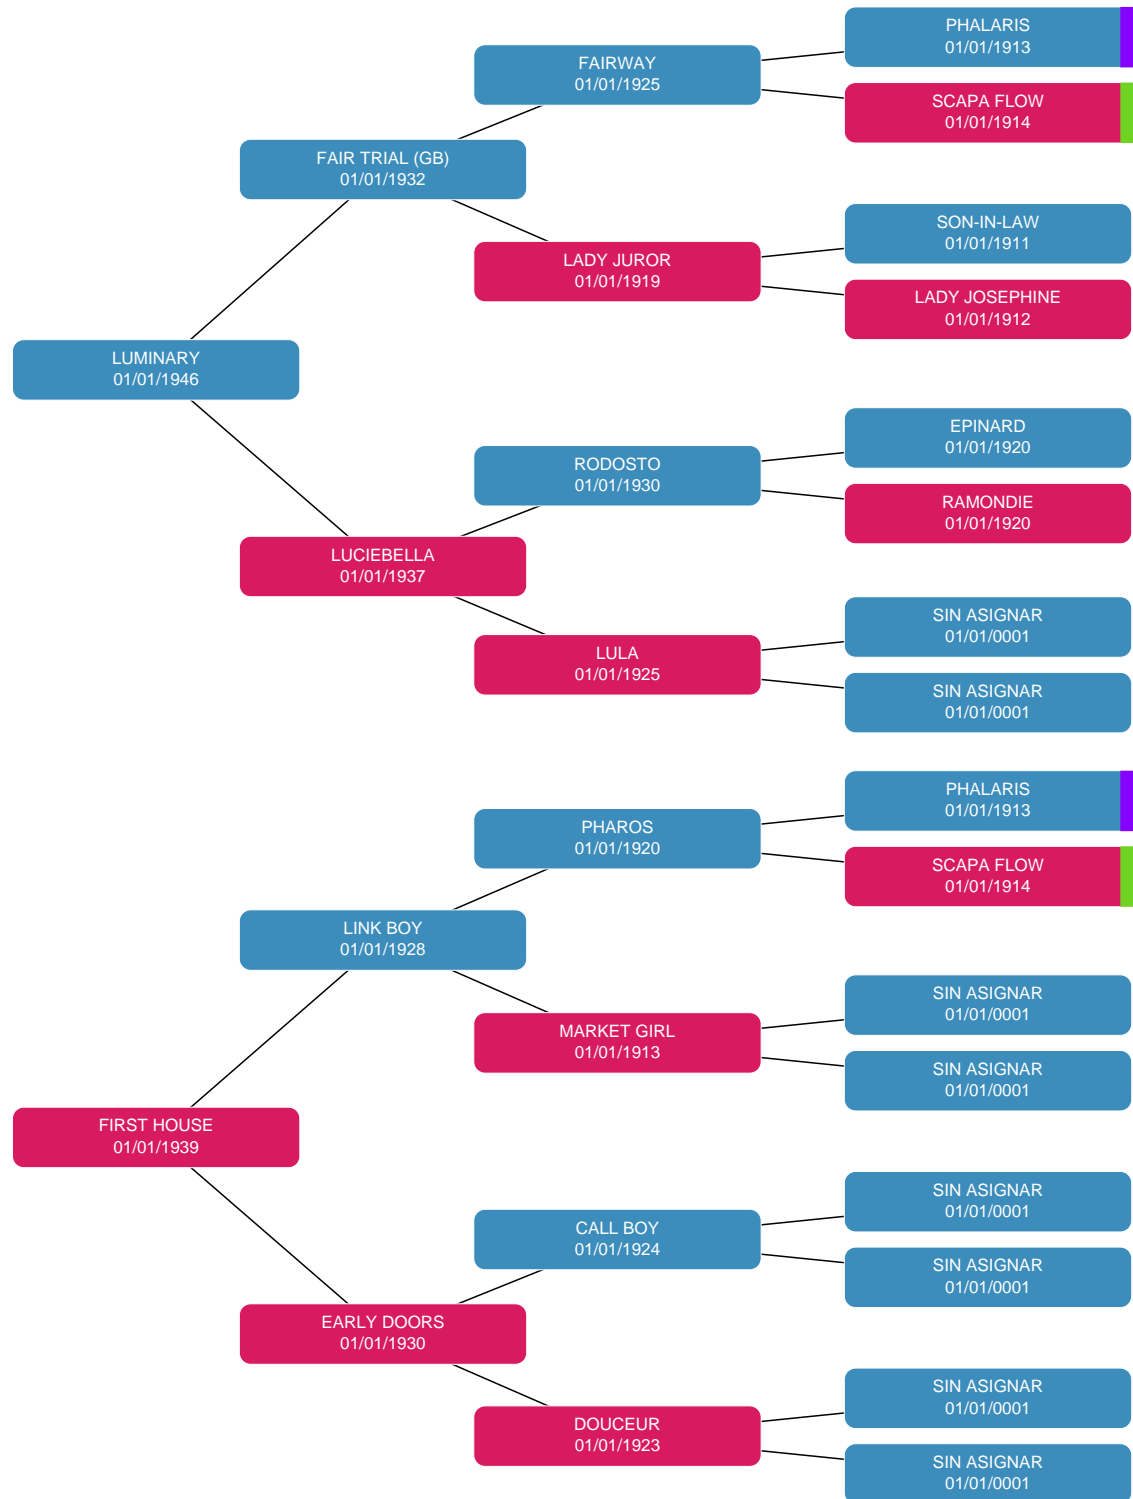 PHALARIS
01/01/1913
FAIRWAY
01/01/1925
SCAPA FLOW
01/01/1914
FAIR TRIAL (GB)
01/01/1932
SON-IN-LAW
01/01/1911
LADY JUROR
01/01/1919
LADY JOSEPHINE
01/01/1912
LUMINARY
01/01/1946
EPINARD
01/01/1920
RODOSTO
01/01/1930
RAMONDIE
01/01/1920
LUCIEBELLA
01/01/1937
SIN ASIGNAR
01/01/0001
LULA
01/01/1925
SIN ASIGNAR
01/01/0001
PHALARIS
01/01/1913
PHAROS
01/01/1920
SCAPA FLOW
01/01/1914
LINK BOY
01/01/1928
SIN ASIGNAR
01/01/0001
MARKET GIRL
01/01/1913
SIN ASIGNAR
01/01/0001
FIRST HOUSE
01/01/1939
SIN ASIGNAR
01/01/0001
CALL BOY
01/01/1924
SIN ASIGNAR
01/01/0001
EARLY DOORS
01/01/1930
SIN ASIGNAR
01/01/0001
DOUCEUR
01/01/1923
SIN ASIGNAR
01/01/0001